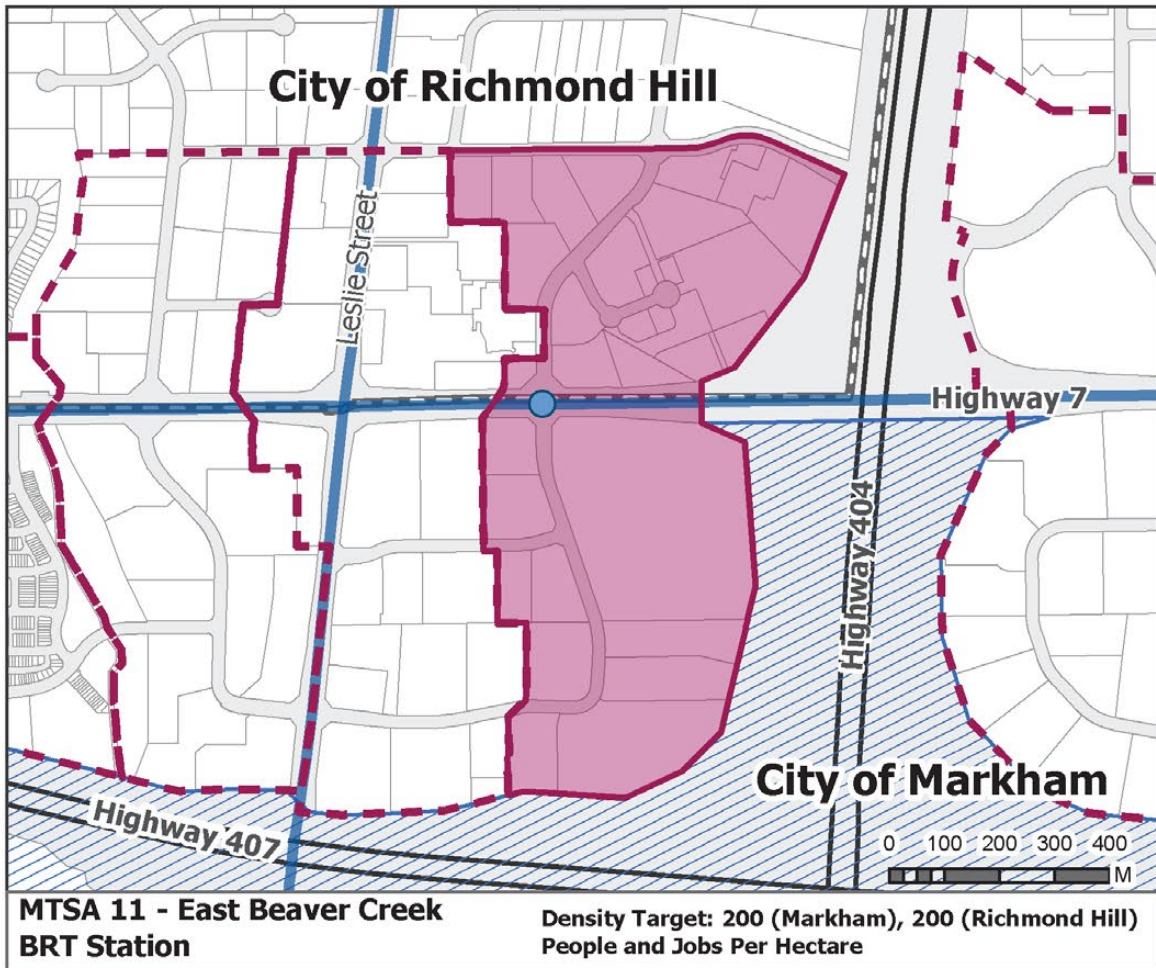 City of Richmond Hill
Leslie Street
Highway 7
Highway 404
City of Markham
Highway 407
0 100 200 300 400
M
MTSA 11 - East Beaver Creek
BRT Station
Density Target: 200 (Markham), 200 (Richmond Hill)
People and Jobs Per Hectare